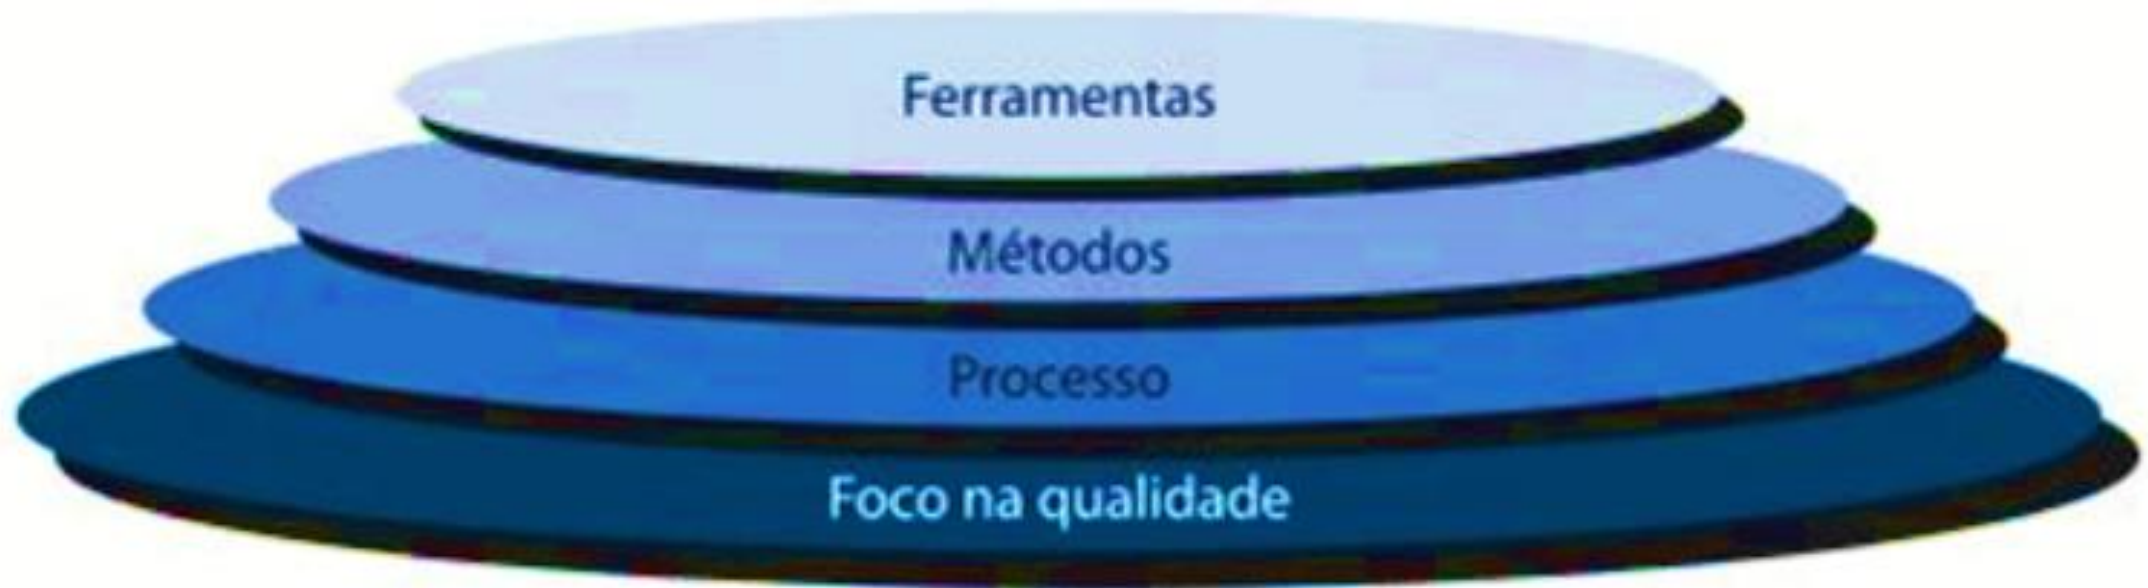 Ferramentas
Métodos
Processo
Foco na qualidade